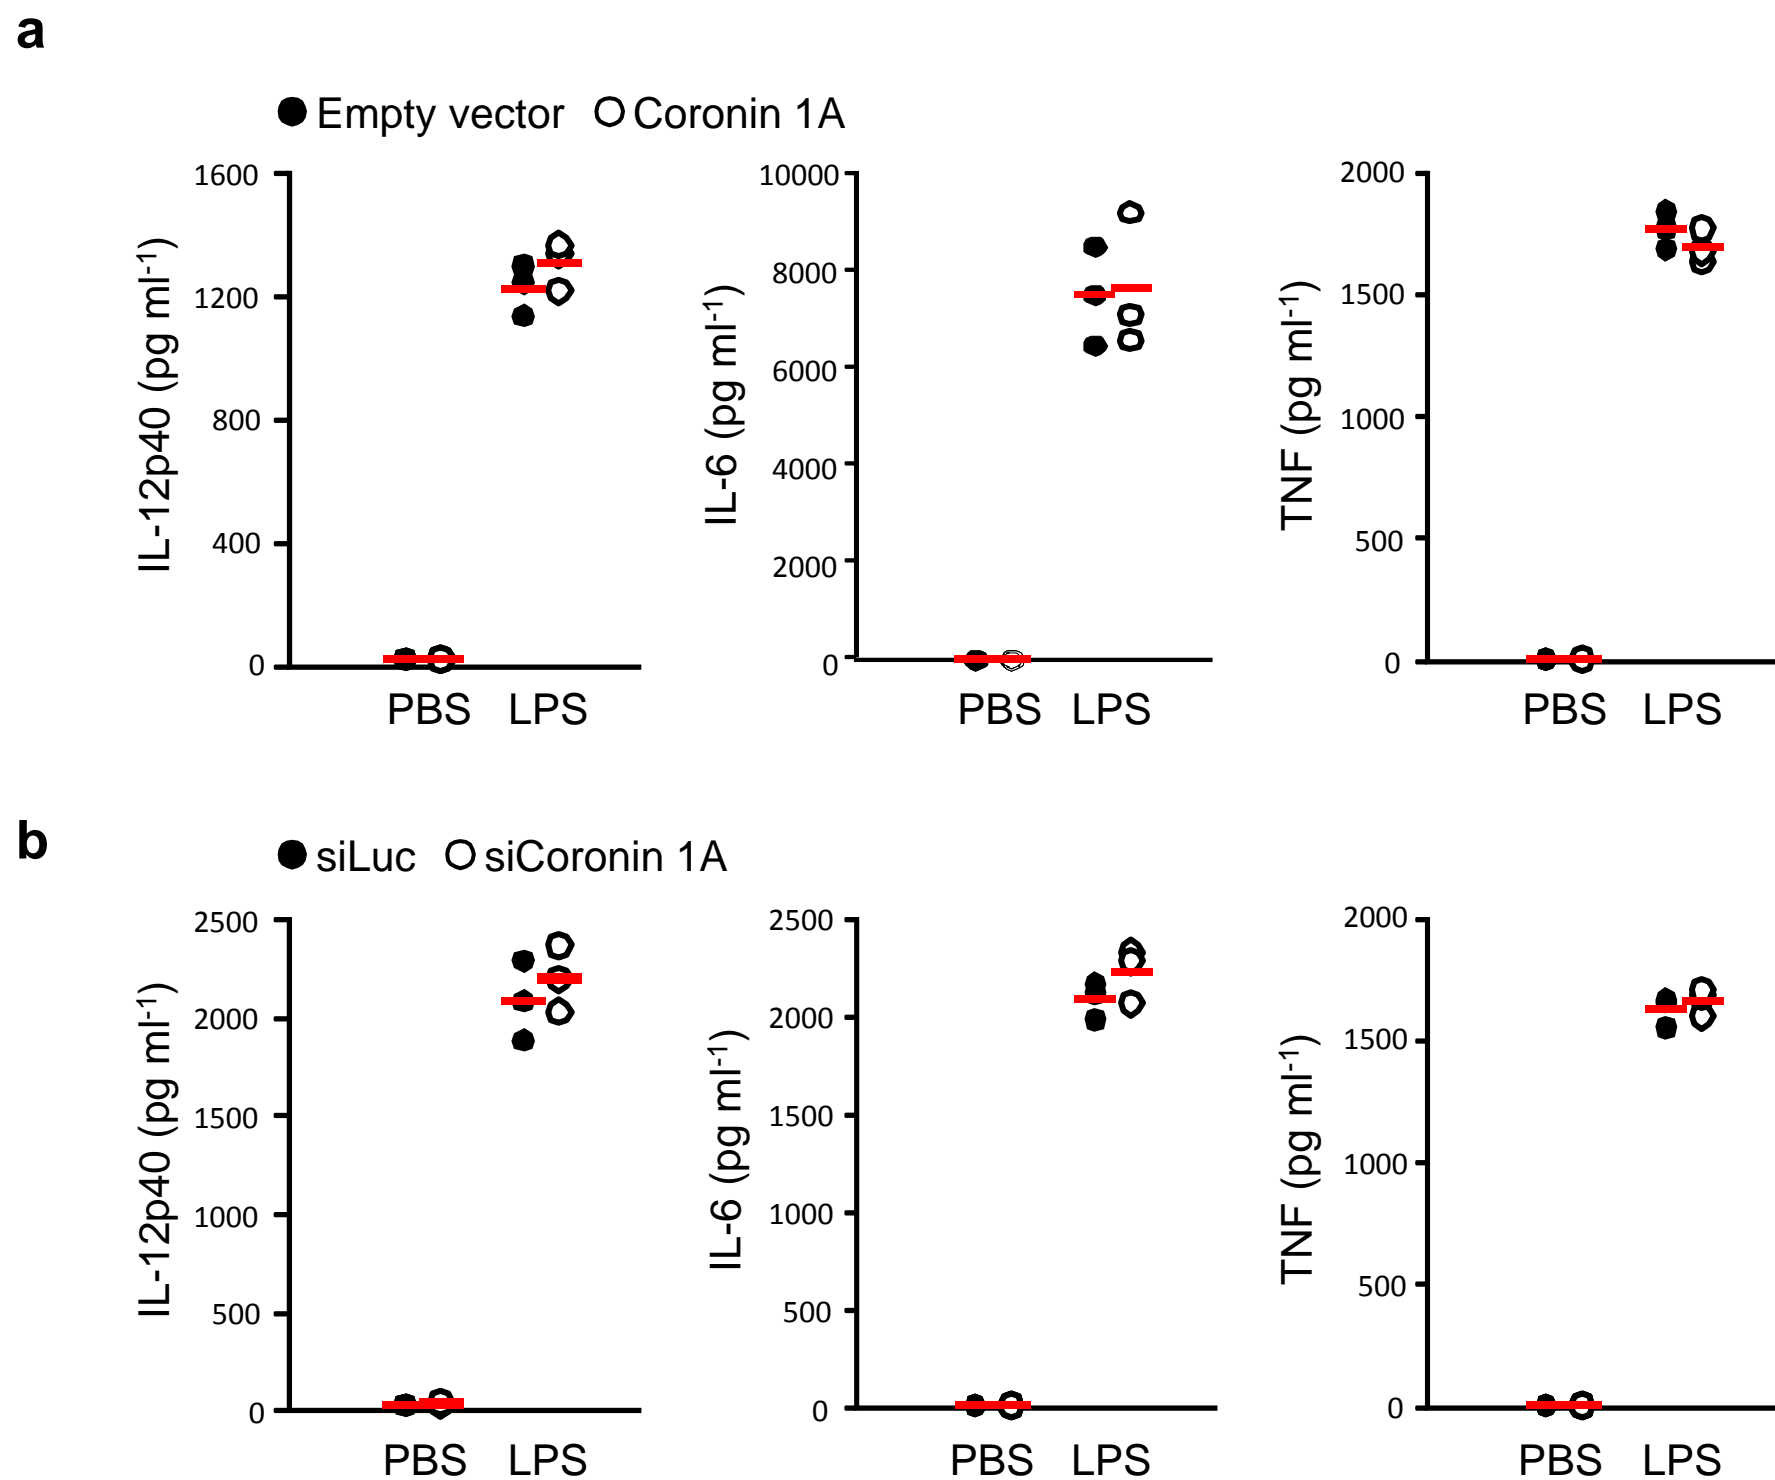 a
Empty vector Coronin 1A
IL-12p40 (pg ml⁻¹)
1600
1200
800
400
0
PBS LPS
IL-6 (pg ml⁻¹)
10000
8000
6000
4000
2000
0
PBS LPS
TNF (pg ml⁻¹)
2000
1500
1000
500
0
PBS LPS
b
siLuc siCoronin 1A
IL-12p40 (pg ml⁻¹)
2500
2000
1500
1000
500
0
PBS LPS
IL-6 (pg ml⁻¹)
2500
2000
1500
1000
500
0
PBS LPS
TNF (pg ml⁻¹)
2000
1500
1000
500
0
PBS LPS